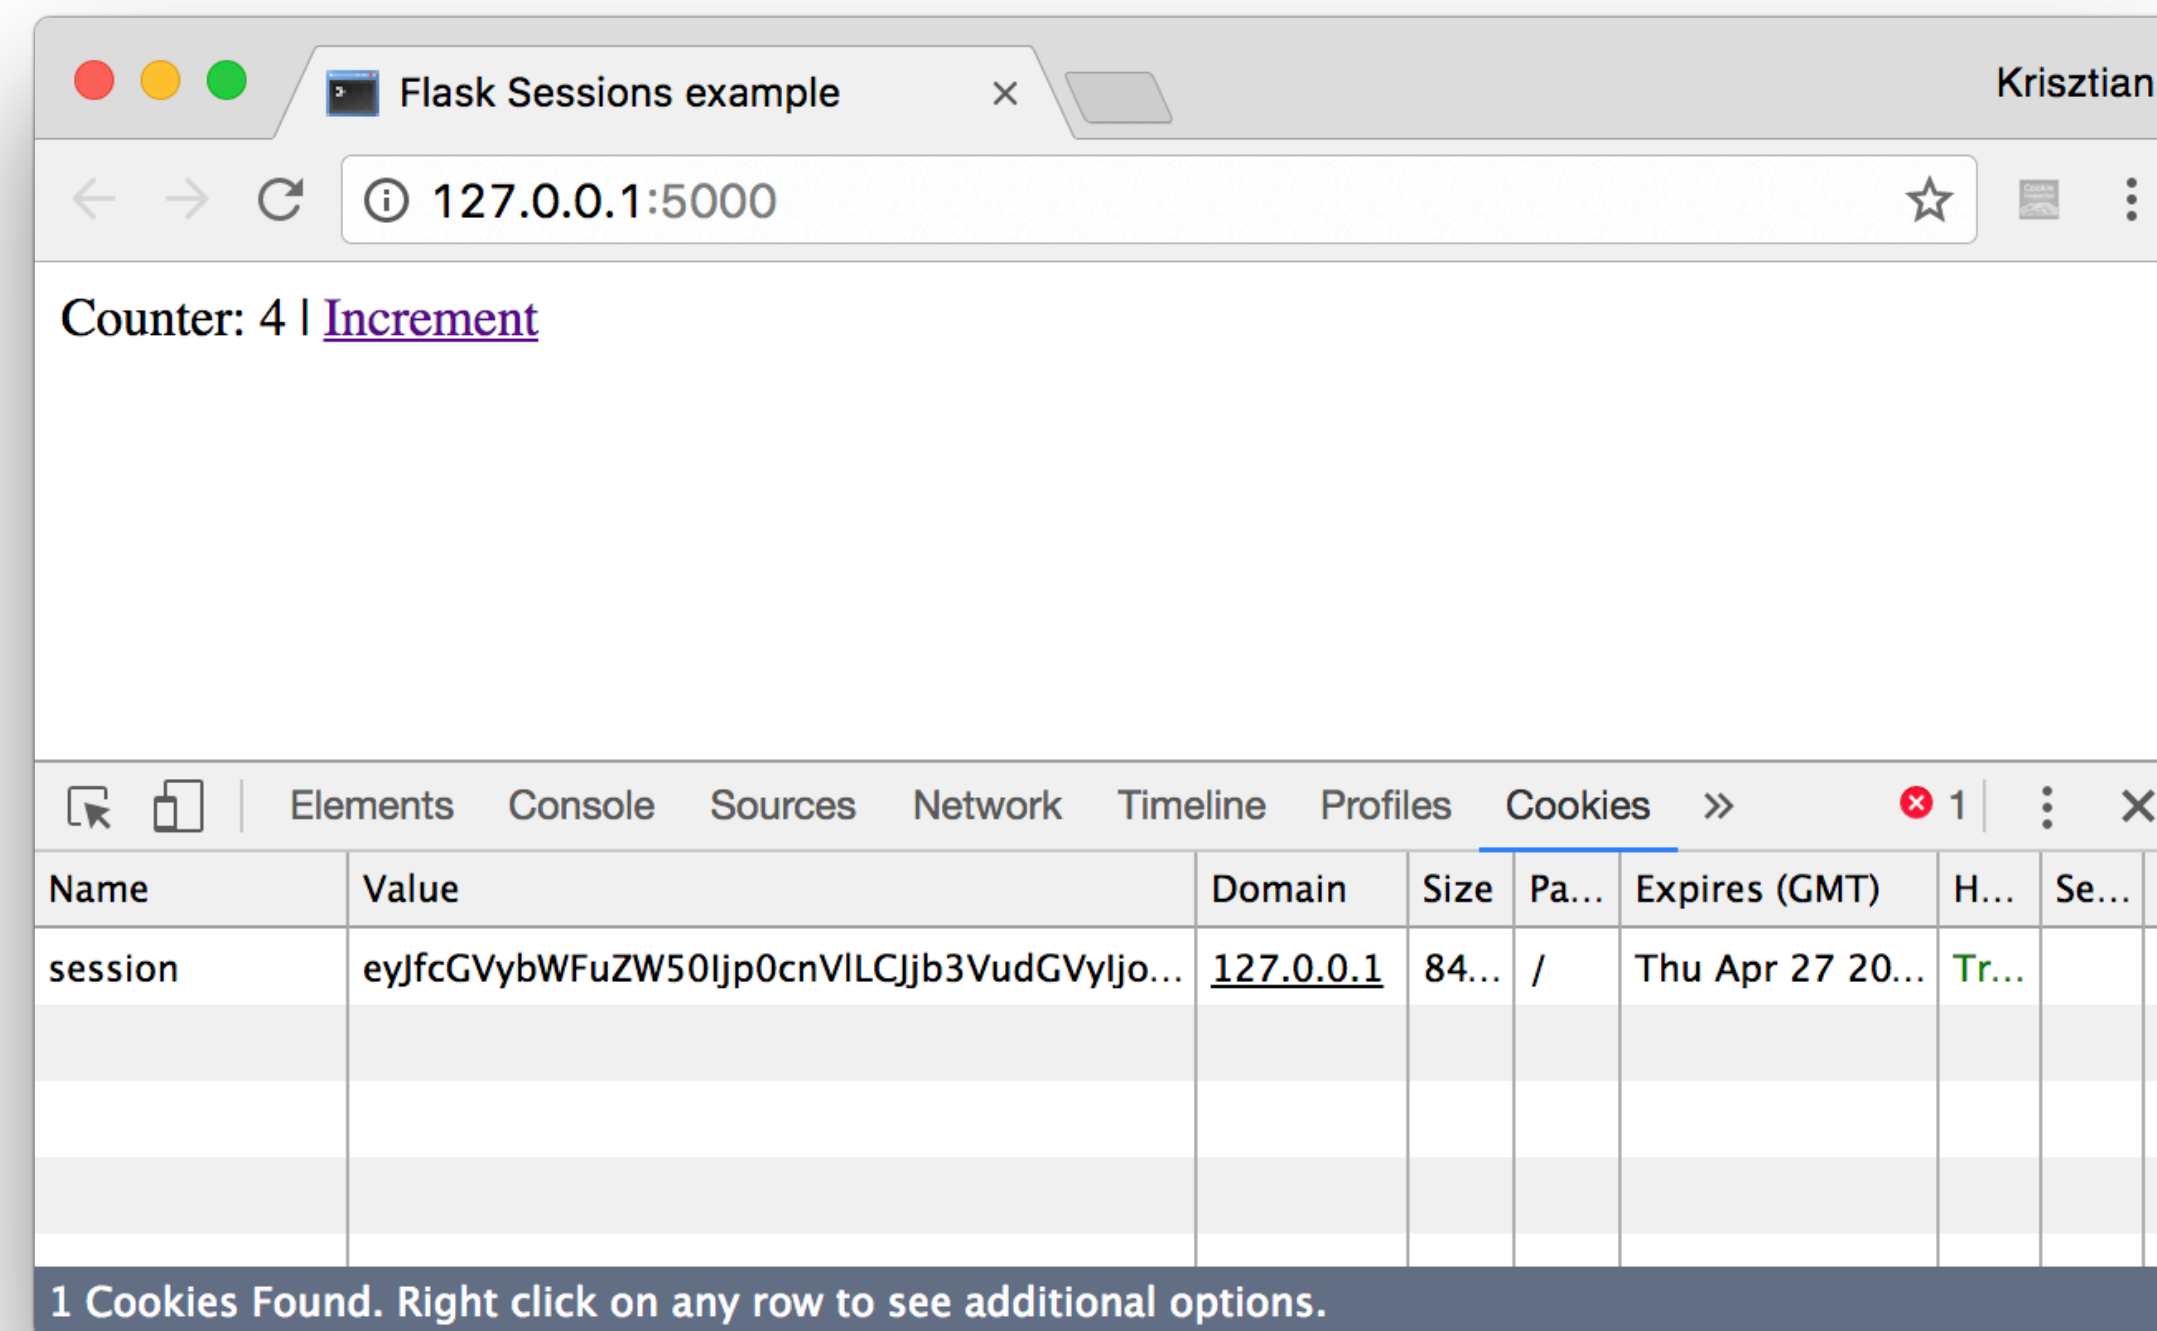 Flask Sessions example
Krisztian
127.0.0.1:5000
Counter: 4 | Increment
Elements Console Sources Network Timeline Profiles Cookies » 1
Name Value Domain Size Pa... Expires (GMT) H... Se...
session eyJfcGVybWFuZW50Ijp0cnVlLCJjb3VudGVyIjo... 127.0.0.1 84... / Thu Apr 27 20... Tr...
1 Cookies Found. Right click on any row to see additional options.